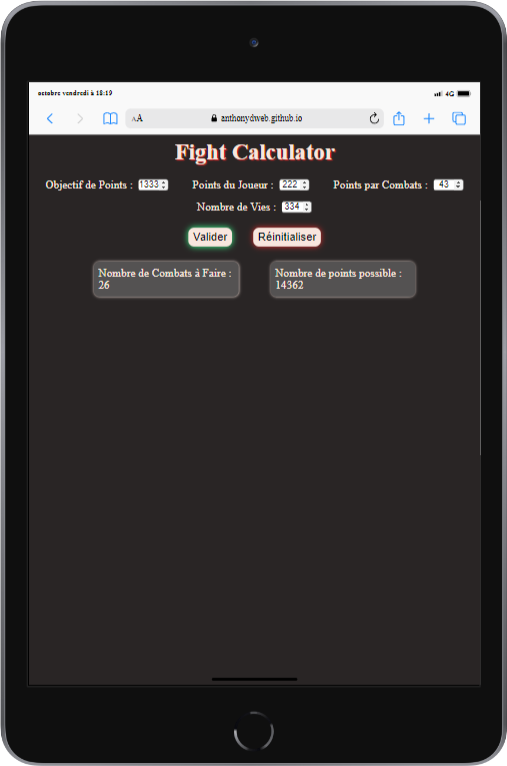 octobre vendredi à 18:19
4G
AA
anthonydweb.github.io
Fight Calculator
Objectif de Points : 1333
Points du Joueur : 222
Points par Combats : 43
Nombre de Vies : 334
Valider
Réinitialiser
Nombre de Combats à Faire :
26
Nombre de points possible :
14362